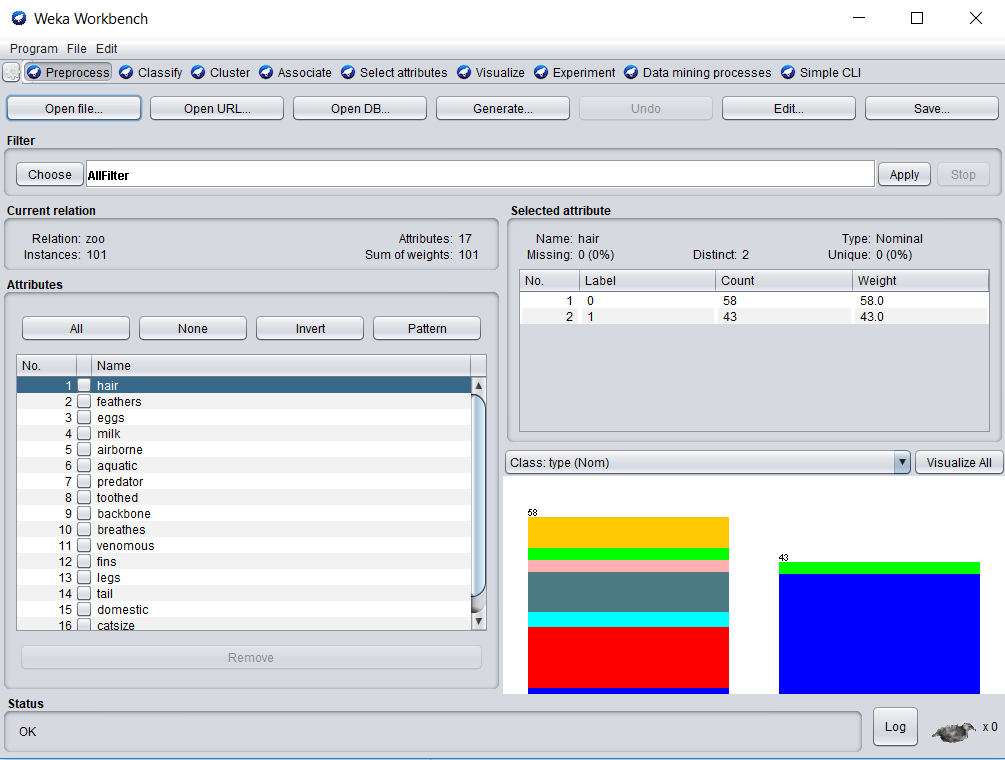 Weka Workbench
Program File Edit
Preprocess Classify Cluster Associate Select attributes Visualize Experiment Data mining processes Simple CLI
Open file... Open URL... Open DB... Generate... Undo Edit... Save...
Filter
Choose AllFilter Apply Stop
Current relation
Relation: zoo Attributes: 17
Instances: 101 Sum of weights: 101
Attributes
All None Invert Pattern
No. Name
1 hair
2 feathers
3 eggs
4 milk
5 airborne
6 aquatic
7 predator
8 toothed
9 backbone
10 breathes
11 venomous
12 fins
13 legs
14 tail
15 domestic
16 catsize
Remove
Selected attribute
Name: hair Type: Nominal
Missing: 0 (0%) Distinct: 2 Unique: 0 (0%)
No. Label Count Weight
1 0 58 58.0
2 1 43 43.0
Class: type (Nom) Visualize All
58
43
Status
OK Log x 0